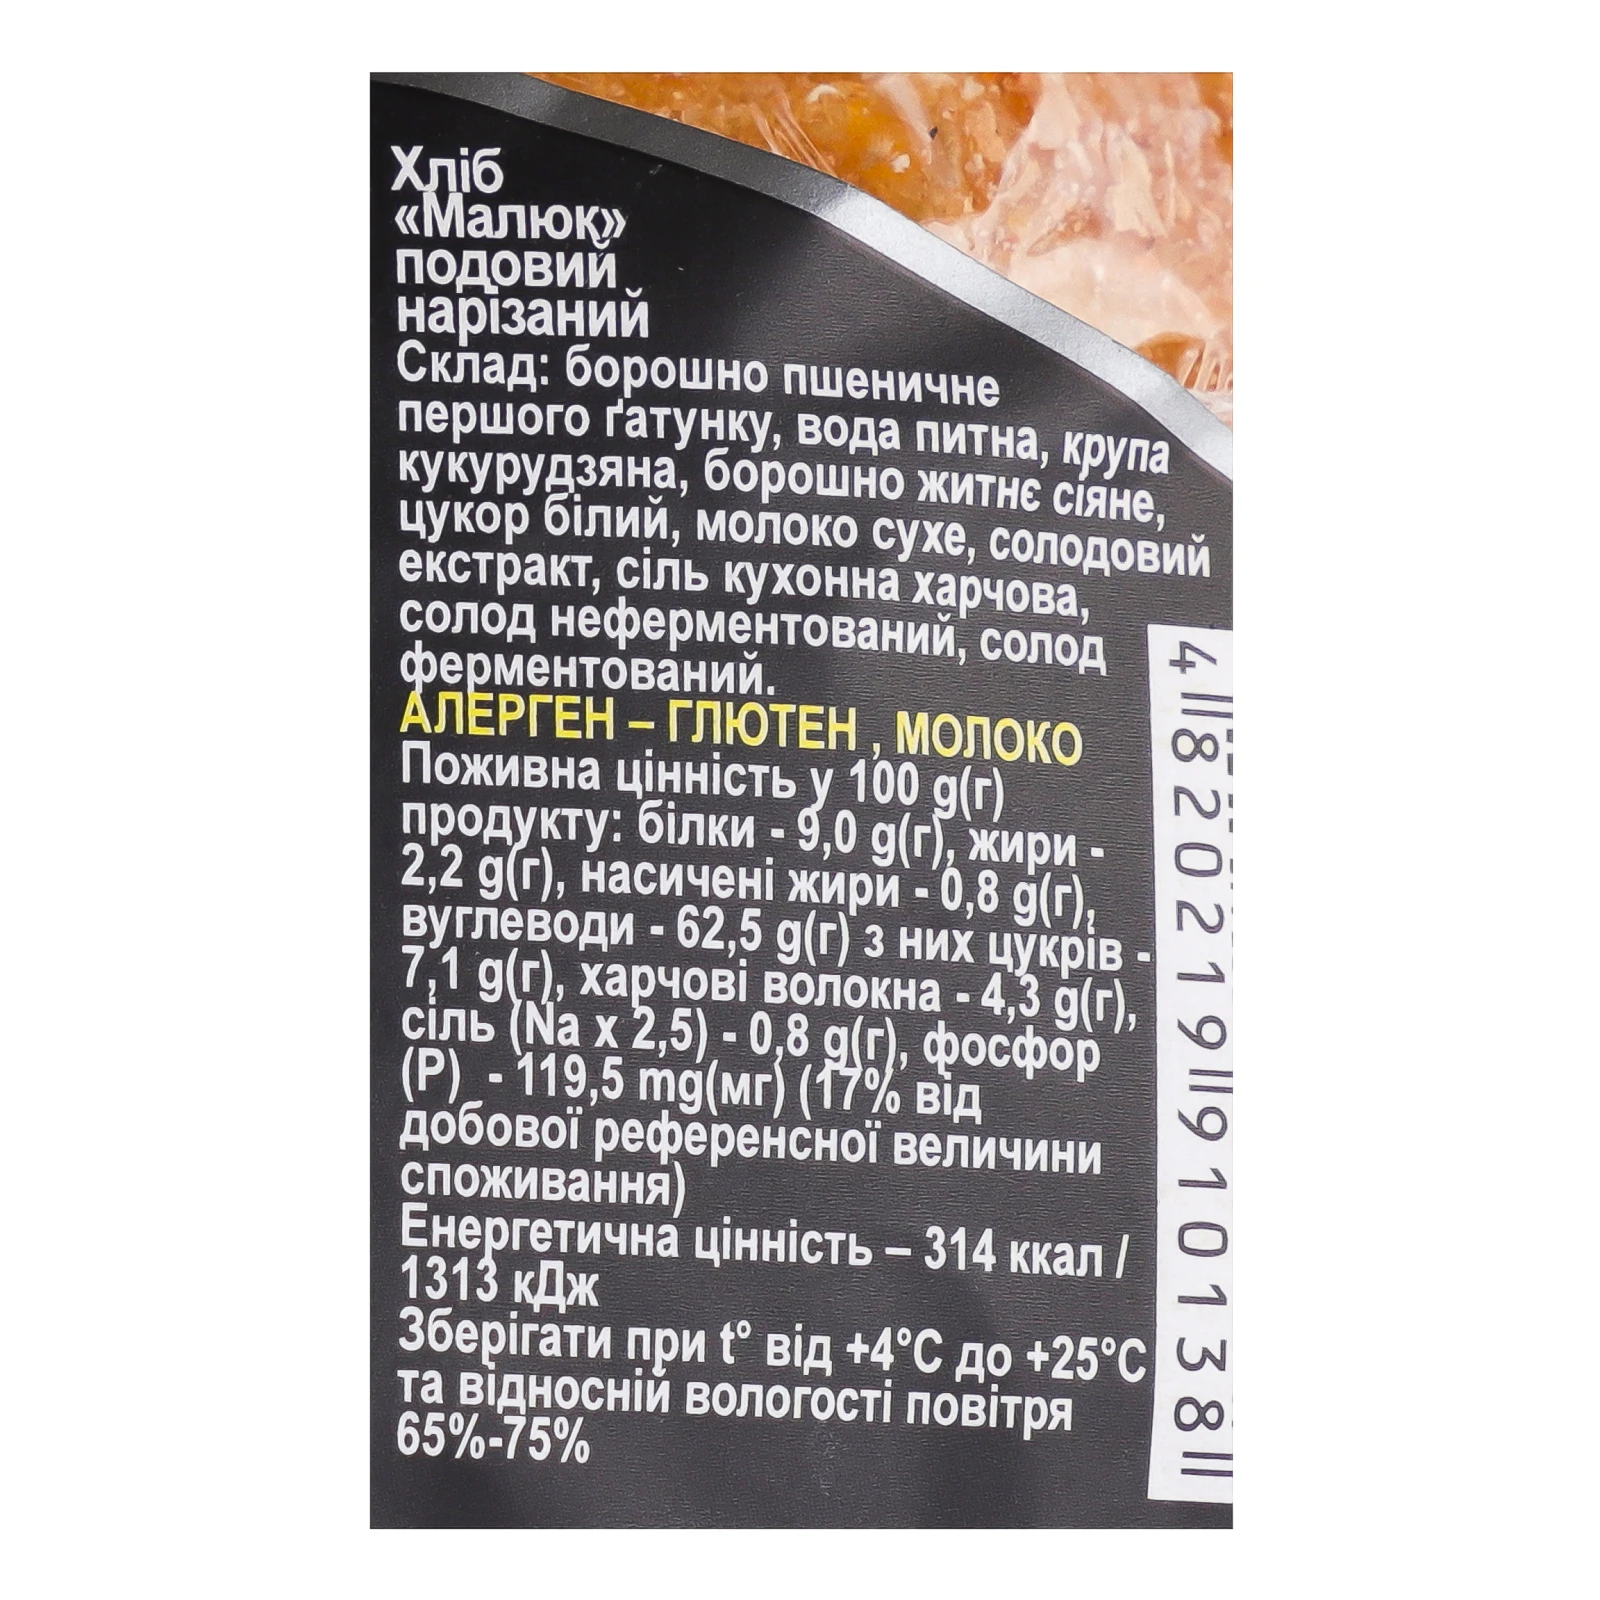 Хліб
«Малюк»
подовий
нарізаний
Склад: борошно пшеничне
першого ґатунку, вода питна, крупа
кукурудзяна, борошно житнє сіяне,
цукор білий, молоко сухе, солодовий
екстракт, сіль кухонна харчова,
солод неферментований, солод
ферментований.
АЛЕРГЕН – ГЛЮТЕН , МОЛОКО
Поживна цінність у 100 g(г)
продукту: білки - 9,0 g(г), жири -
2,2 g(г), насичені жири - 0,8 g(г),
вуглеводи - 62,5 g(г) з них цукрів -
7,1 g(г), харчові волокна - 4,3 g(г),
сіль (Na x 2,5) - 0,8 g(г), фосфор
(P) - 119,5 mg(мг) (17% від
добової референсної величини
споживання)
Енергетична цінність – 314 ккал /
1313 кДж
Зберігати при t° від +4°C до +25°C
та відносній вологості повітря
65%-75%
4 820219 910138